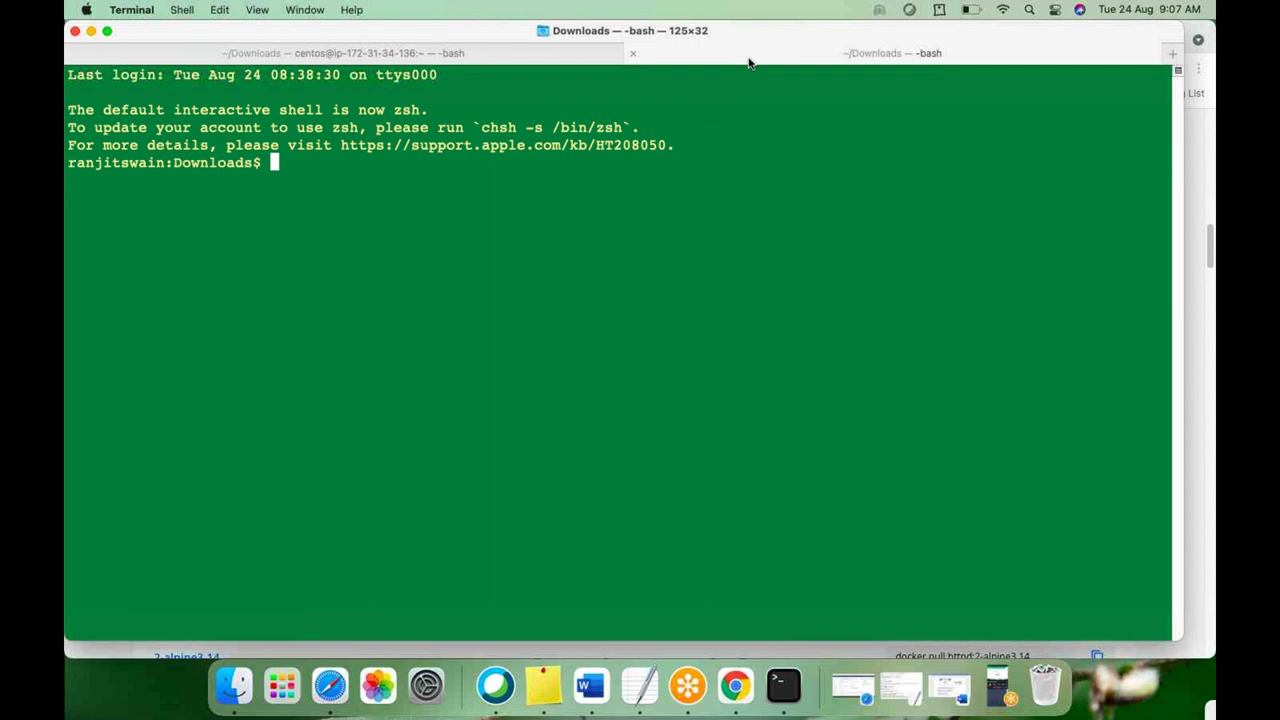 Terminal Shell Edit View Window Help Tue 24 Aug 9:07 AM
Downloads — -bash — 125×32
~/Downloads — centos@ip-172-31-34-136:~ — -bash
~/Downloads — -bash
Last login: Tue Aug 24 08:38:30 on ttys000
List
The default interactive shell is now zsh.
To update your account to use zsh, please run `chsh -s /bin/zsh`.
For more details, please visit https://support.apple.com/kb/HT208050.
ranjitswain:Downloads$
2-alpine3.14
docker pull httpd:2-alpine3.14